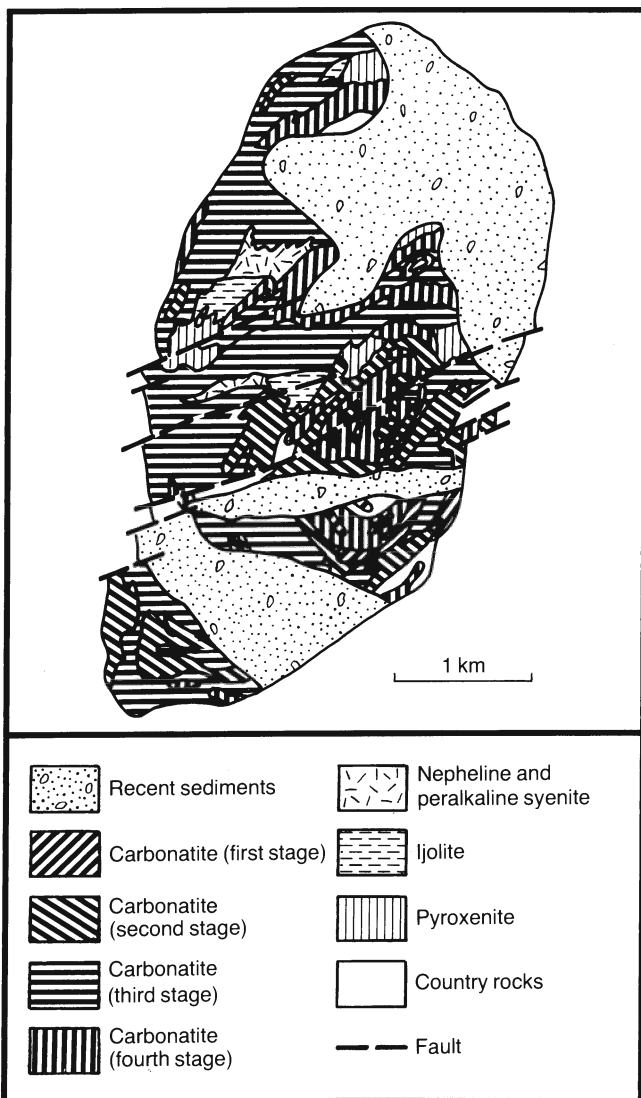 1 km
Recent sediments
Carbonatite (first stage)
Carbonatite
(second stage)
Carbonatite
(third stage)
Carbonatite
(fourth stage)
Nepheline and
peralkaline syenite
Ijolite
Pyroxenite
Country rocks
Fault